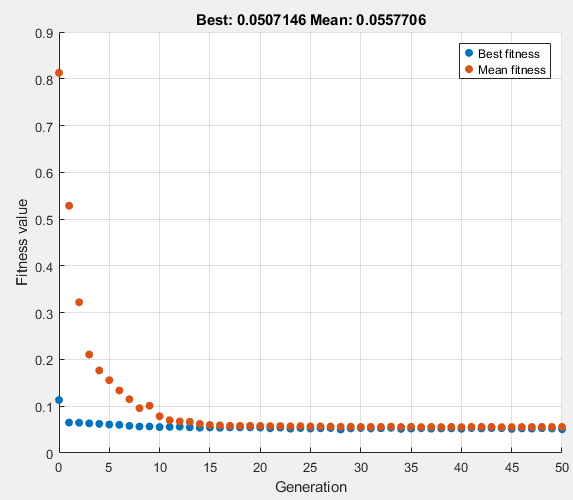 Best: 0.0507146 Mean: 0.0557706
Best fitness
Mean fitness
Fitness value
0.9
0.8
0.7
0.6
0.5
0.4
0.3
0.2
0.1
0
0 5 10 15 20 25 30 35 40 45 50
Generation